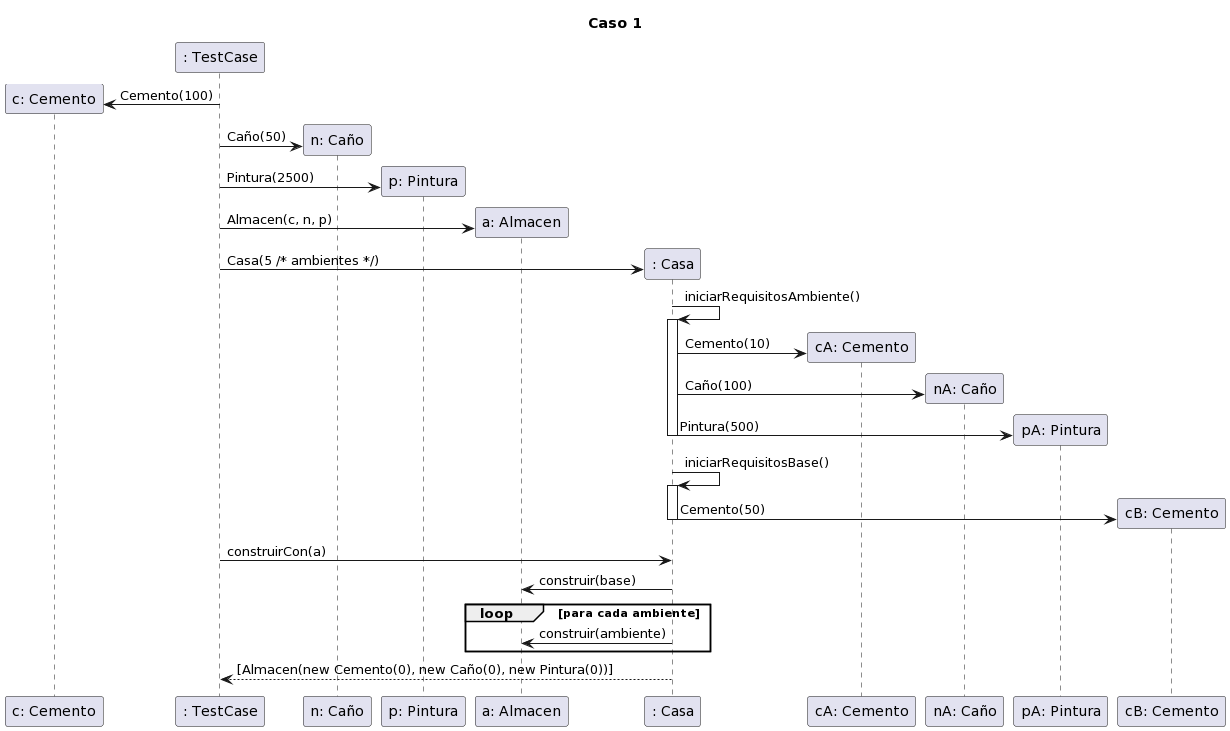 Caso 1
: TestCase
c: Cemento
Cemento(100)
Caño(50)
n: Caño
Pintura(2500)
p: Pintura
Almacen(c, n, p)
a: Almacen
Casa(5 /* ambientes */)
: Casa
iniciarRequisitosAmbiente()
Cemento(10)
cA: Cemento
Caño(100)
nA: Caño
Pintura(500)
pA: Pintura
iniciarRequisitosBase()
Cemento(50)
cB: Cemento
construirCon(a)
construir(base)
loop
[para cada ambiente]
construir(ambiente)
[Almacen(new Cemento(0), new Caño(0), new Pintura(0))]
c: Cemento
: TestCase
n: Caño
p: Pintura
a: Almacen
: Casa
cA: Cemento
nA: Caño
pA: Pintura
cB: Cemento